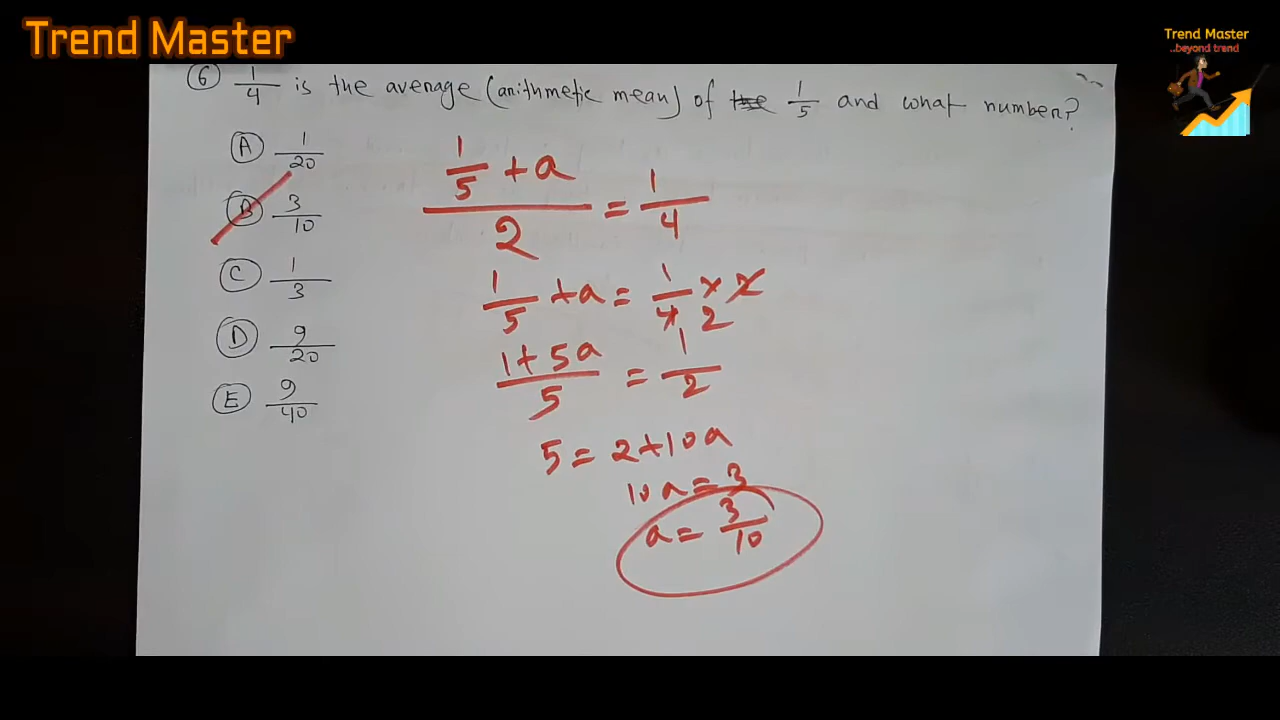 Trend Master
Trend Master
..beyond trend
6 1/4 is the average (arithmetic mean) of the 1/5 and what number?
A 1/20
B 3/10
C 1/3
D 9/20
E 9/40
(1/5 + a)/2 = 1/4
1/5 + a = 1/4 × 2
2
(1 + 5a)/5 = 1/2
5 = 2 + 10a
10a = 3
a = 3/10